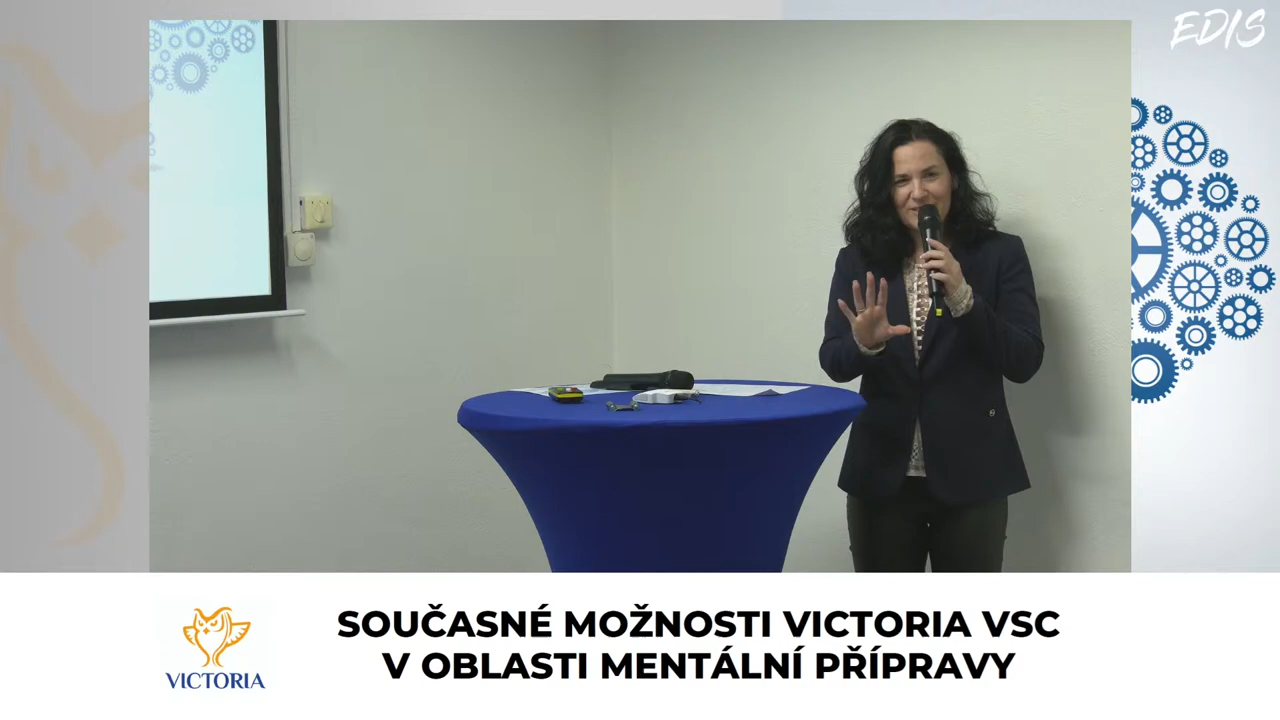 EDIS
SOUČASNÉ MOŽNOSTI VICTORIA VSC
V OBLASTI MENTÁLNÍ PŘÍPRAVY
VICTORIA